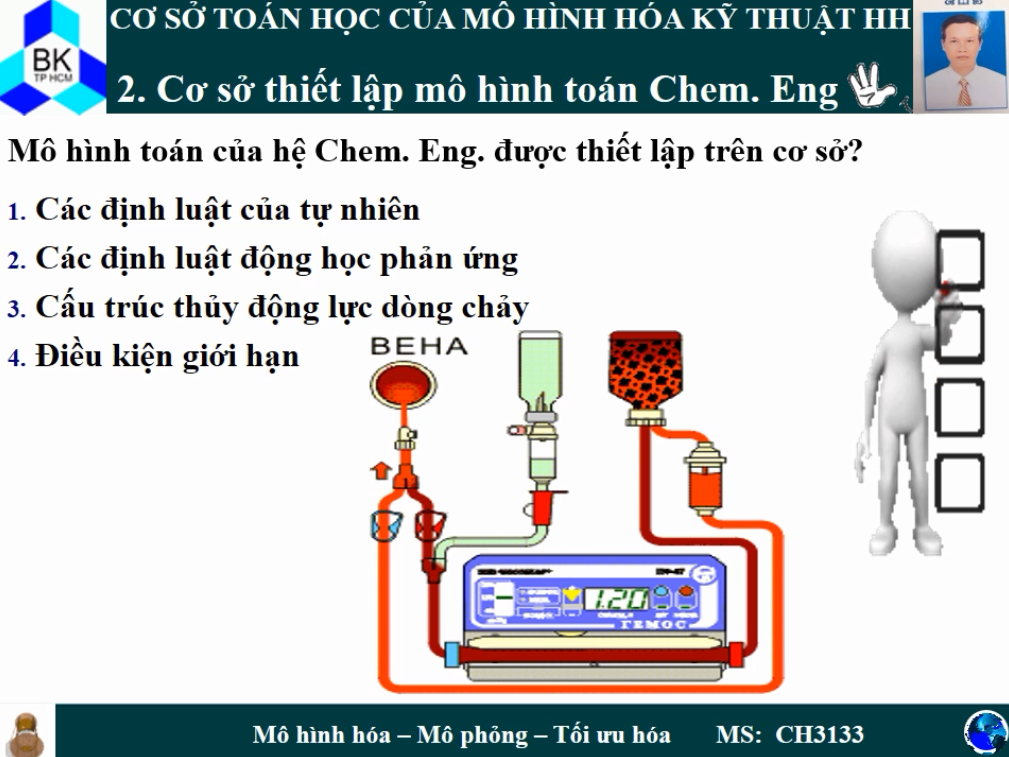 CƠ SỞ TOÁN HỌC CỦA MÔ HÌNH HÓA KỸ THUẬT HH
BK
TP HCM
2. Cơ sở thiết lập mô hình toán Chem. Eng
Mô hình toán của hệ Chem. Eng. được thiết lập trên cơ sở?
1. Các định luật của tự nhiên
2. Các định luật động học phản ứng
3. Cấu trúc thủy động lực dòng chảy
4. Điều kiện giới hạn
BEHA
1.20
ГЕМОС
Mô hình hóa – Mô phỏng – Tối ưu hóa MS: CH3133